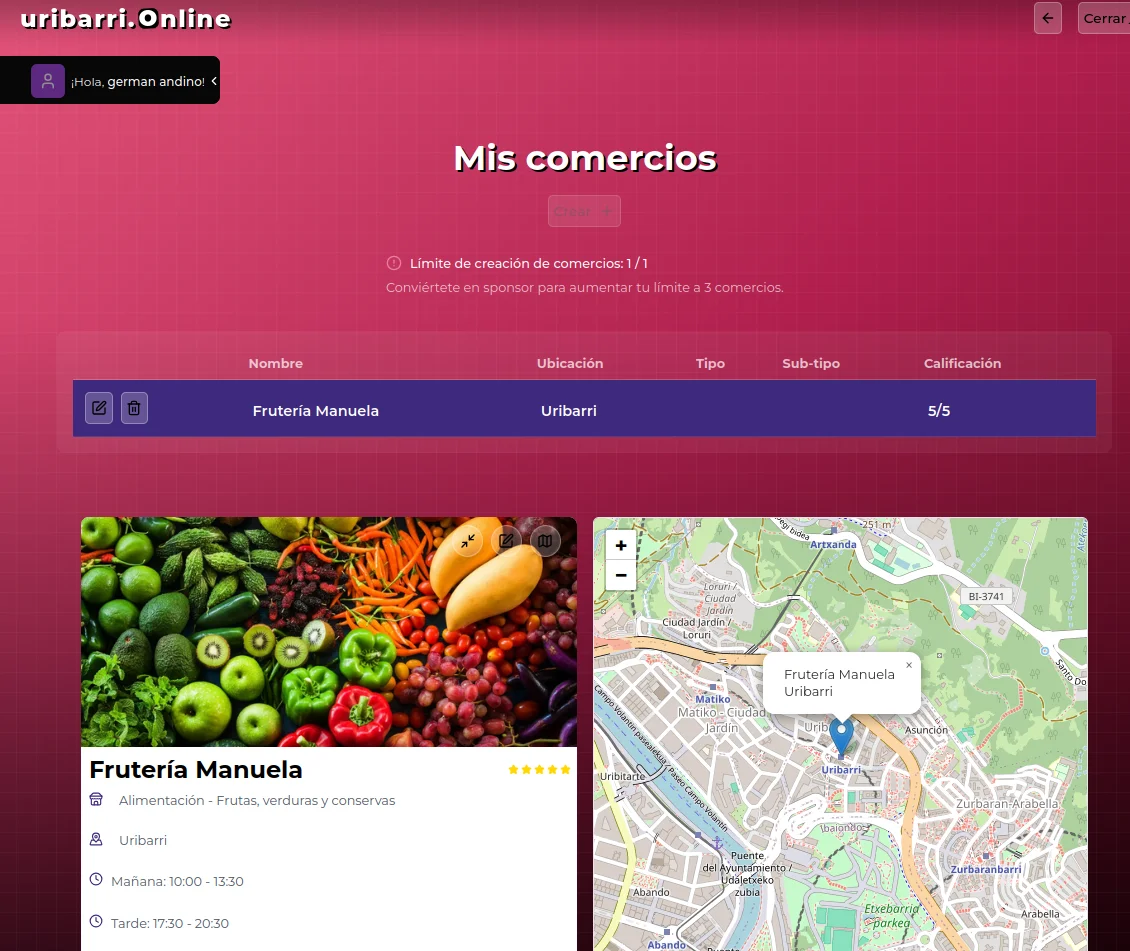 uribarri.Online
Cerrar
¡Hola, german andino!
Mis comercios
Crear +
Límite de creación de comercios: 1 / 1
Conviértete en sponsor para aumentar tu límite a 3 comercios.
Nombre Ubicación Tipo Sub-tipo Calificación
Frutería Manuela Uribarri 5/5
Frutería Manuela
Alimentación - Frutas, verduras y conservas
Uribarri
Mañana: 10:00 - 13:30
Tarde: 17:30 - 20:30
+
−
251 m
Artxanda
BI-3741
Loruri /
Ciudad
Jardín
Ciudad Jardín /
Loruri
Santo Do
Frutería Manuela
Uribarri
×
Matiko
Matiko - Ciudad
Jardín
Asunción
Uribarri
Campo Volantín pasealekua / Paseo Campo Volantín
Uribitarte
Zurbaran-Arabella
Ibaiondo
Zurbaranbarri
Puente
del Ayuntamiento /
Udaletxeko
zubia
Abando
Etxebarria
parkea
Arabella
Abando
Puente